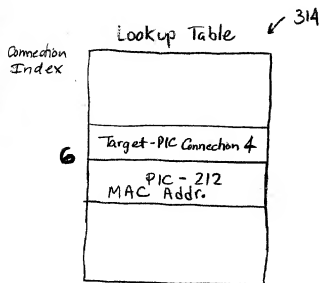 314
Lookup Table
Connection
Index
Target-PIC Connection 4
6
PIC-212
MAC Addr.